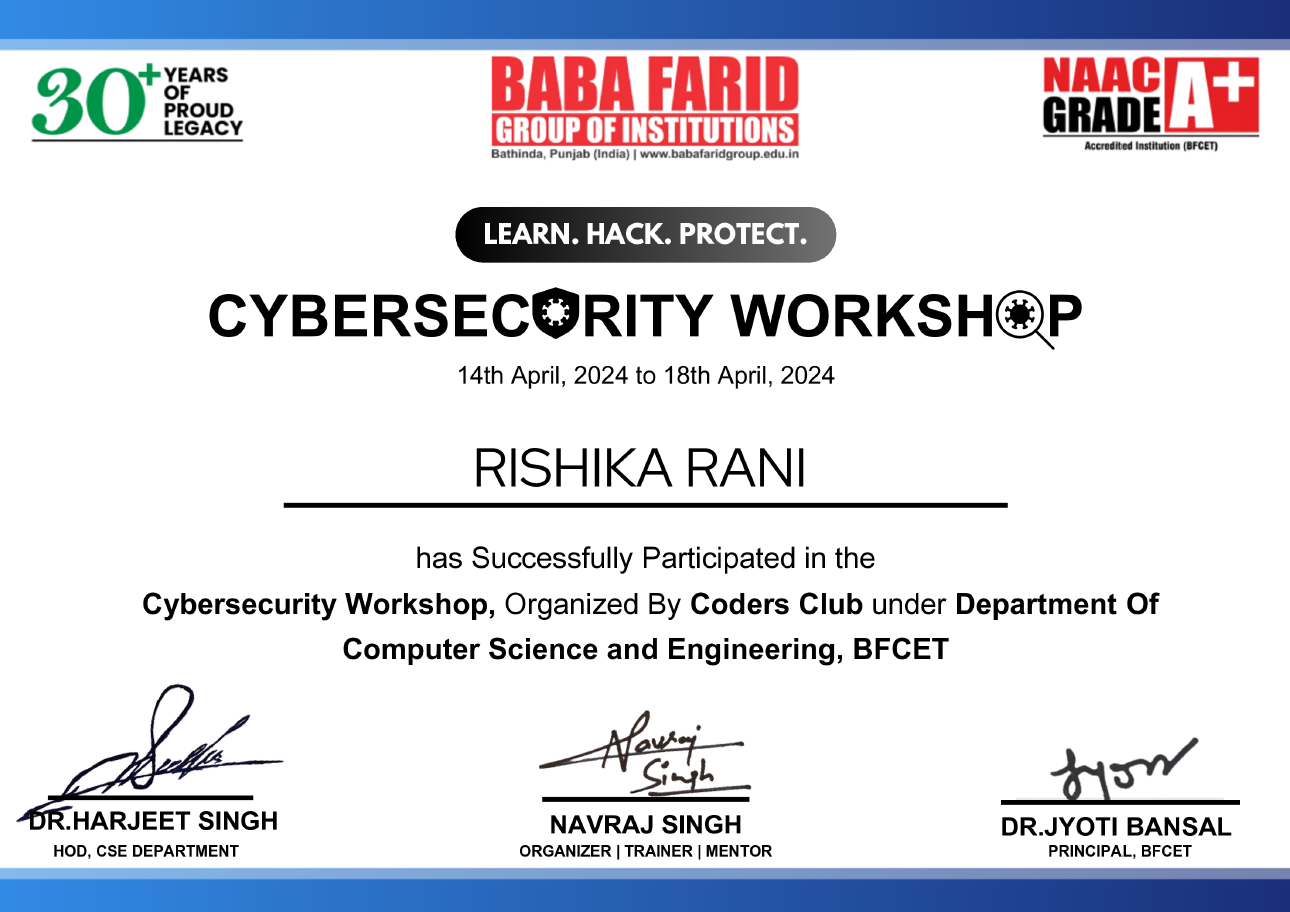 30+ YEARS
OF
PROUD
LEGACY
BABA FARID
GROUP OF INSTITUTIONS
Bathinda, Punjab (India) | www.babafaridgroup.edu.in
NAAC
GRADE A+
Accredited Institution (BFCET)
LEARN. HACK. PROTECT.
CYBERSECURITY WORKSHOP
14th April, 2024 to 18th April, 2024
RISHIKA RANI
has Successfully Participated in the
Cybersecurity Workshop, Organized By Coders Club under Department Of
Computer Science and Engineering, BFCET
Navraj
Singh
Jyoti
DR.HARJEET SINGH
HOD, CSE DEPARTMENT
NAVRAJ SINGH
ORGANIZER | TRAINER | MENTOR
DR.JYOTI BANSAL
PRINCIPAL, BFCET